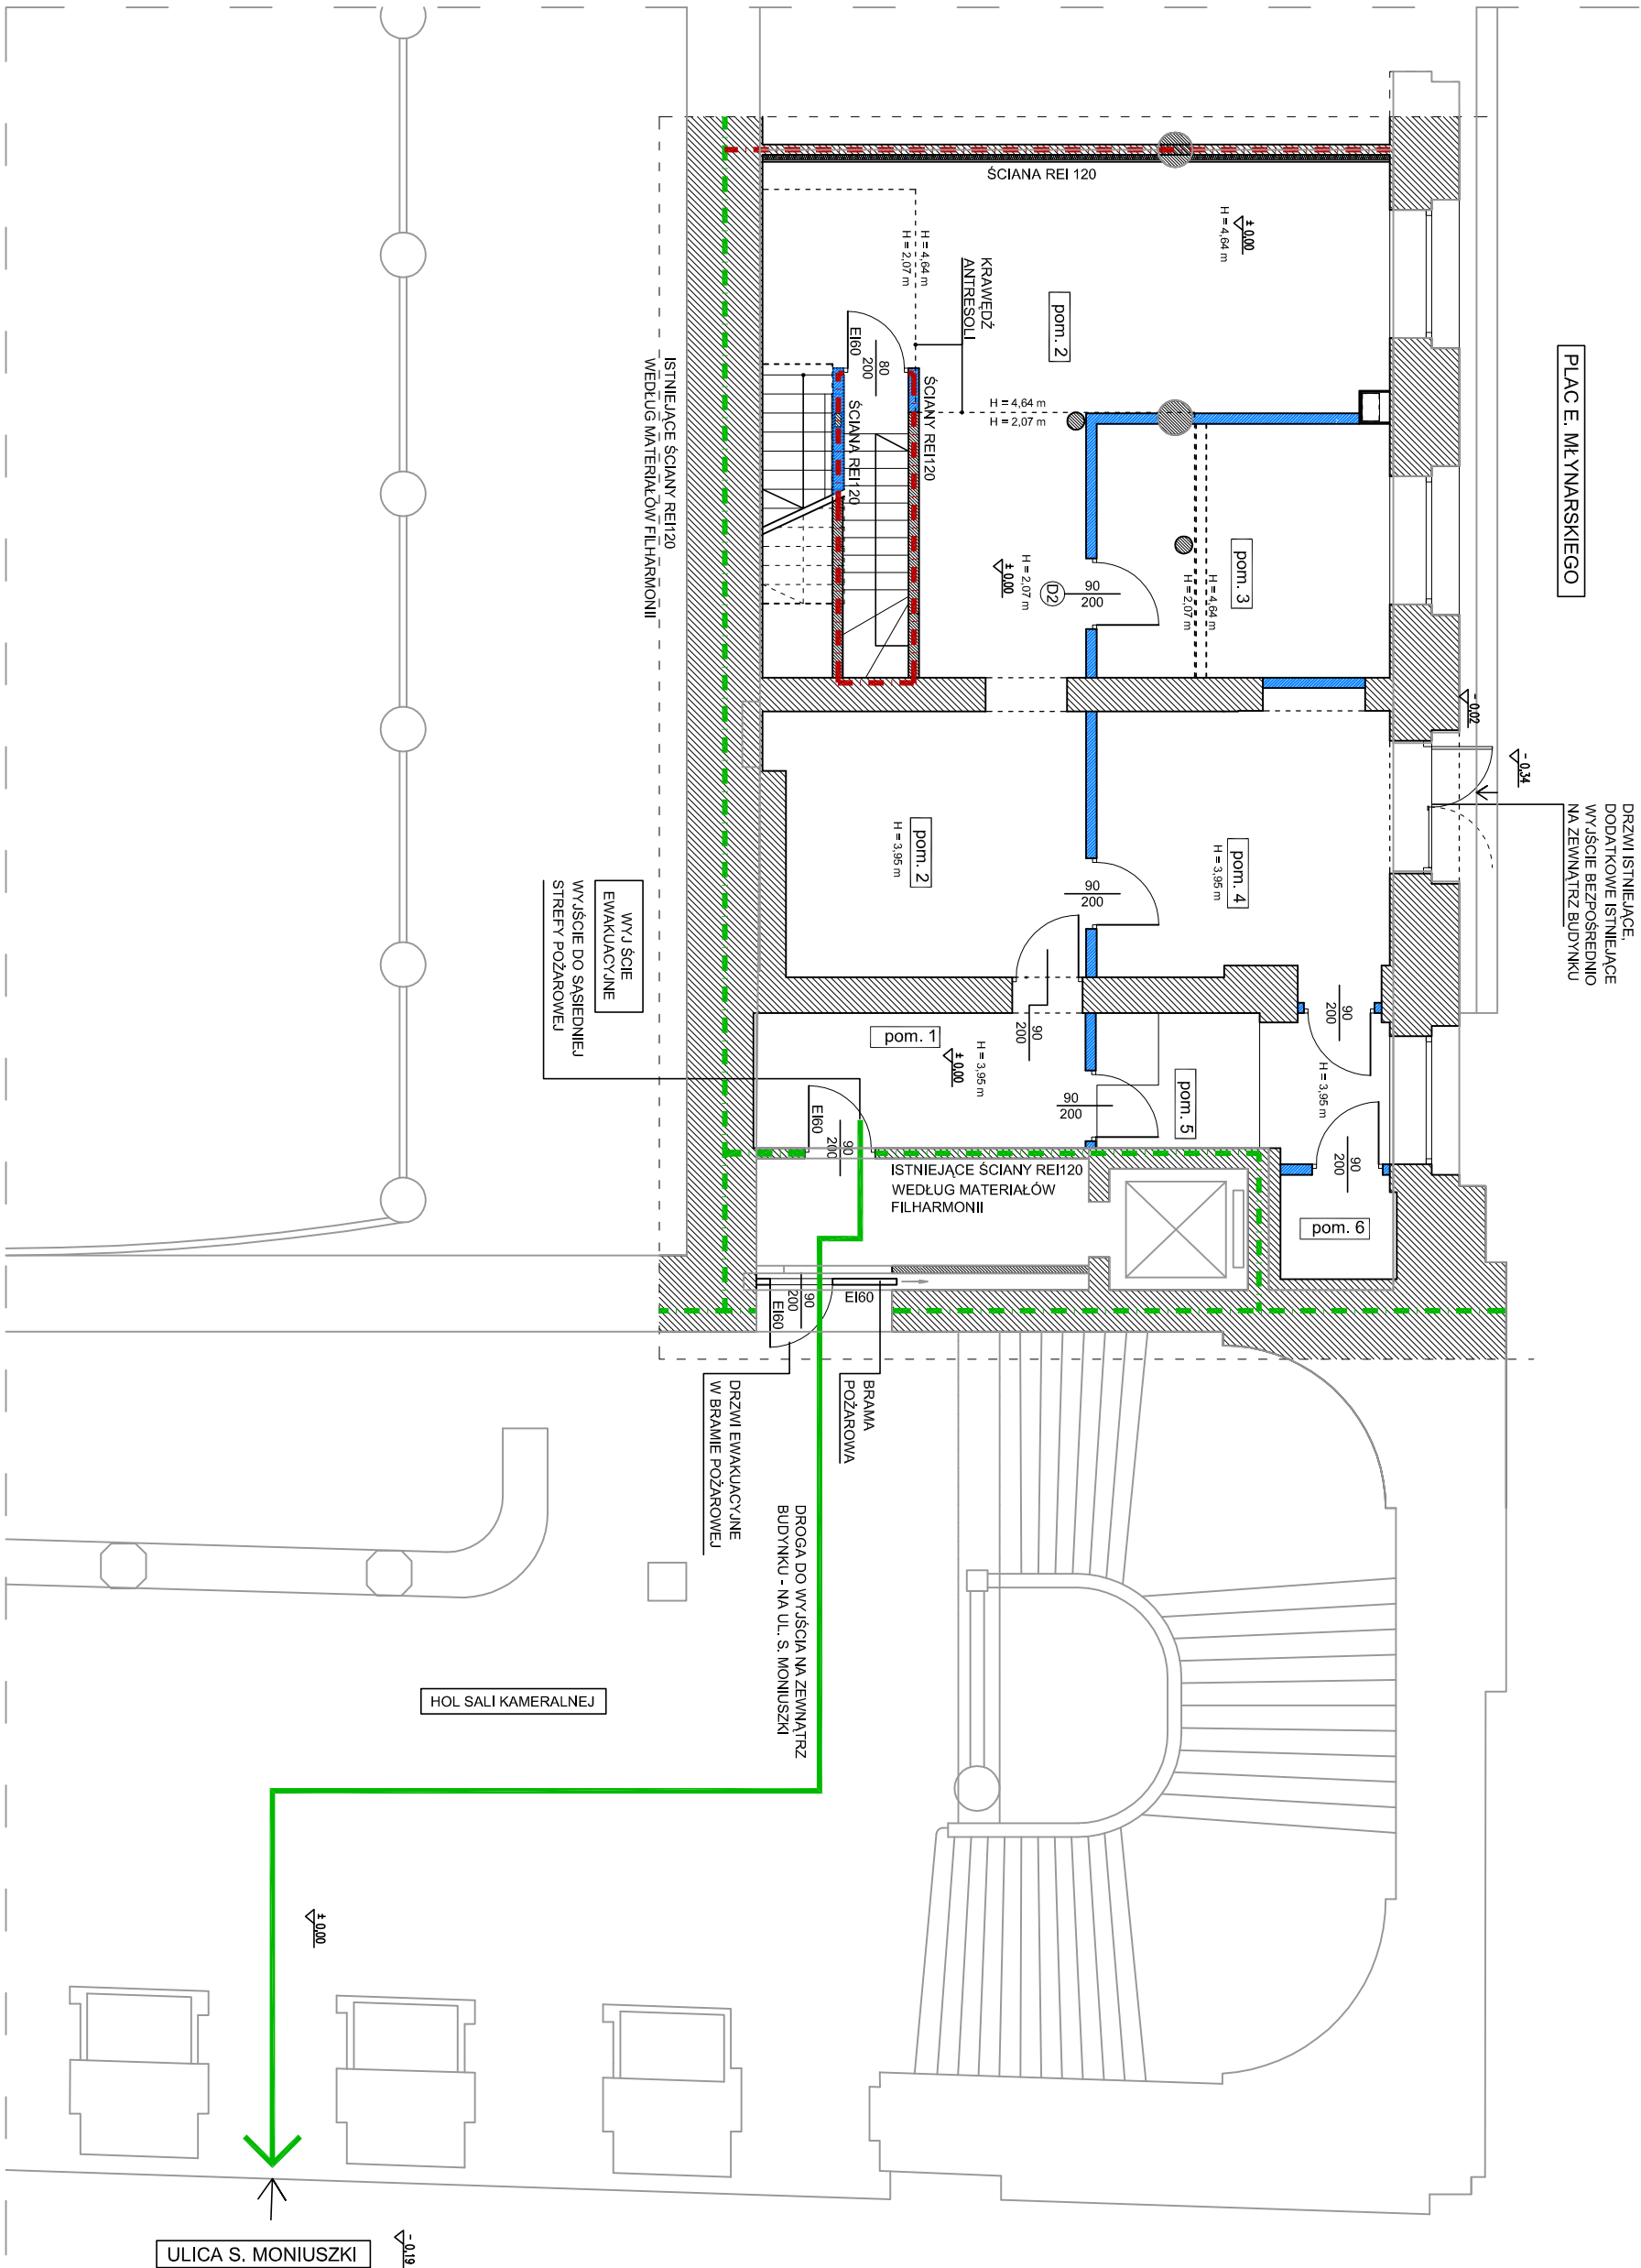 PLAC E. MŁYNARSKIEGO
ŚCIANA REI 120
± 0,00
H = 4,64 m
H = 4,64 m
H = 2,07 m
KRAWĘDŹ
ANTRESOLI
pom. 2
80
200
EI60
ŚCIANY REI120
ŚCIANA REI120
H = 4,64 m
H = 2,07 m
ISTNIEJĄCE ŚCIANY REI120
WEDŁUG MATERIAŁÓW FILHARMONII
H = 2,07 m
± 0,00
D2
90
200
pom. 3
H = 4,64 m
H = 2,07 m
- 0,02
- 0,34
DRZWI ISTNIEJĄCE,
DODATKOWE ISTNIEJĄCE
WYJŚCIE BEZPOŚREDNIO
NA ZEWNĄTRZ BUDYNKU
pom. 2
H = 3,95 m
pom. 4
H = 3,95 m
90
200
WYJ ŚCIE
EWAKUACYJNE
WYJŚCIE DO SĄSIEDNIEJ
STREFY POŻAROWEJ
pom. 1
± 0,00
H = 3,95 m
90
200
90
200
H = 3,95 m
pom. 5
90
200
90
200
EI60
90
200
pom. 6
ISTNIEJĄCE ŚCIANY REI120
WEDŁUG MATERIAŁÓW
FILHARMONII
EI60
90
200
EI60
BRAMA
POŻAROWA
DRZWI EWAKUACYJNE
W BRAMIE POŻAROWEJ
DROGA DO WYJŚCIA NA ZEWNĄTRZ
BUDYNKU - NA UL. S. MONIUSZKI
HOL SALI KAMERALNEJ
± 0,00
ULICA S. MONIUSZKI
- 0,19